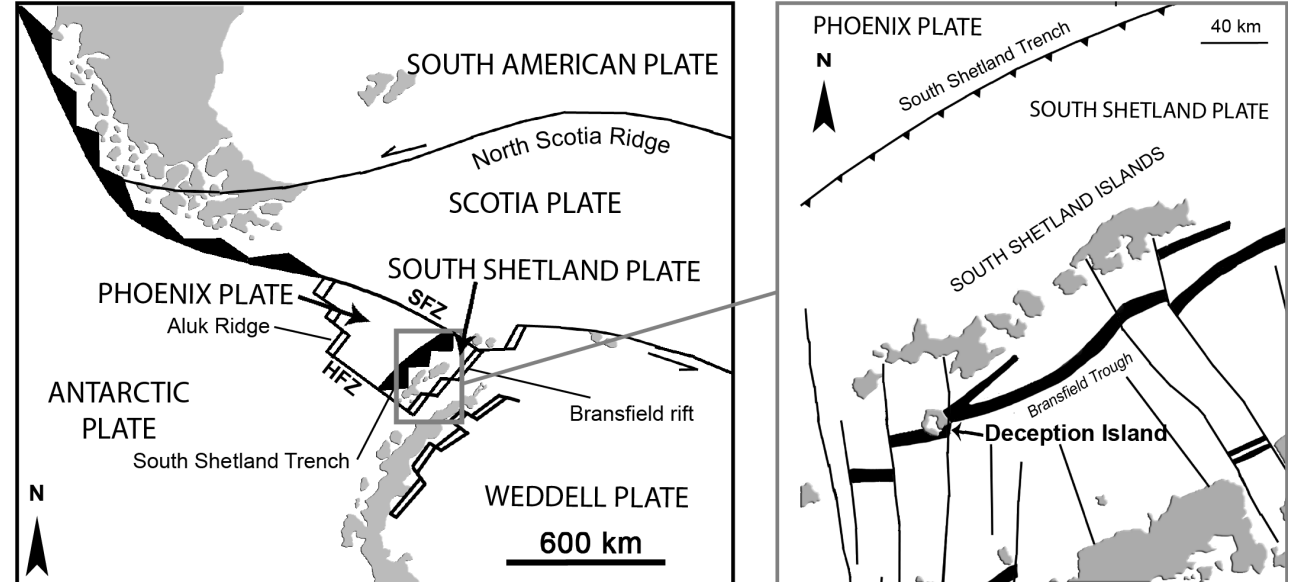 SOUTH AMERICAN PLATE
North Scotia Ridge
SCOTIA PLATE
SOUTH SHETLAND PLATE
PHOENIX PLATE
SFZ
Aluk Ridge
HFZ
ANTARCTIC
PLATE
Bransfield rift
South Shetland Trench
WEDDELL PLATE
N
600 km
PHOENIX PLATE
40 km
N
South Shetland Trench
SOUTH SHETLAND PLATE
SOUTH SHETLAND ISLANDS
Bransfield Trough
Deception Island